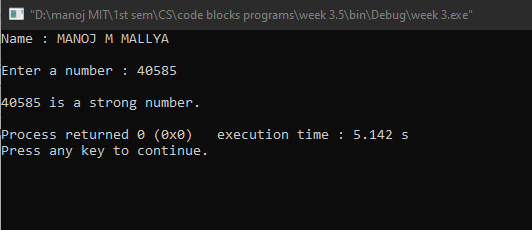 "D:\manoj MIT\1st sem\CS\code blocks programs\week 3.5\bin\Debug\week 3.exe"
Name : MANOJ M MALLYA
Enter a number : 40585
40585 is a strong number.
Process returned 0 (0x0)   execution time : 5.142 s
Press any key to continue.